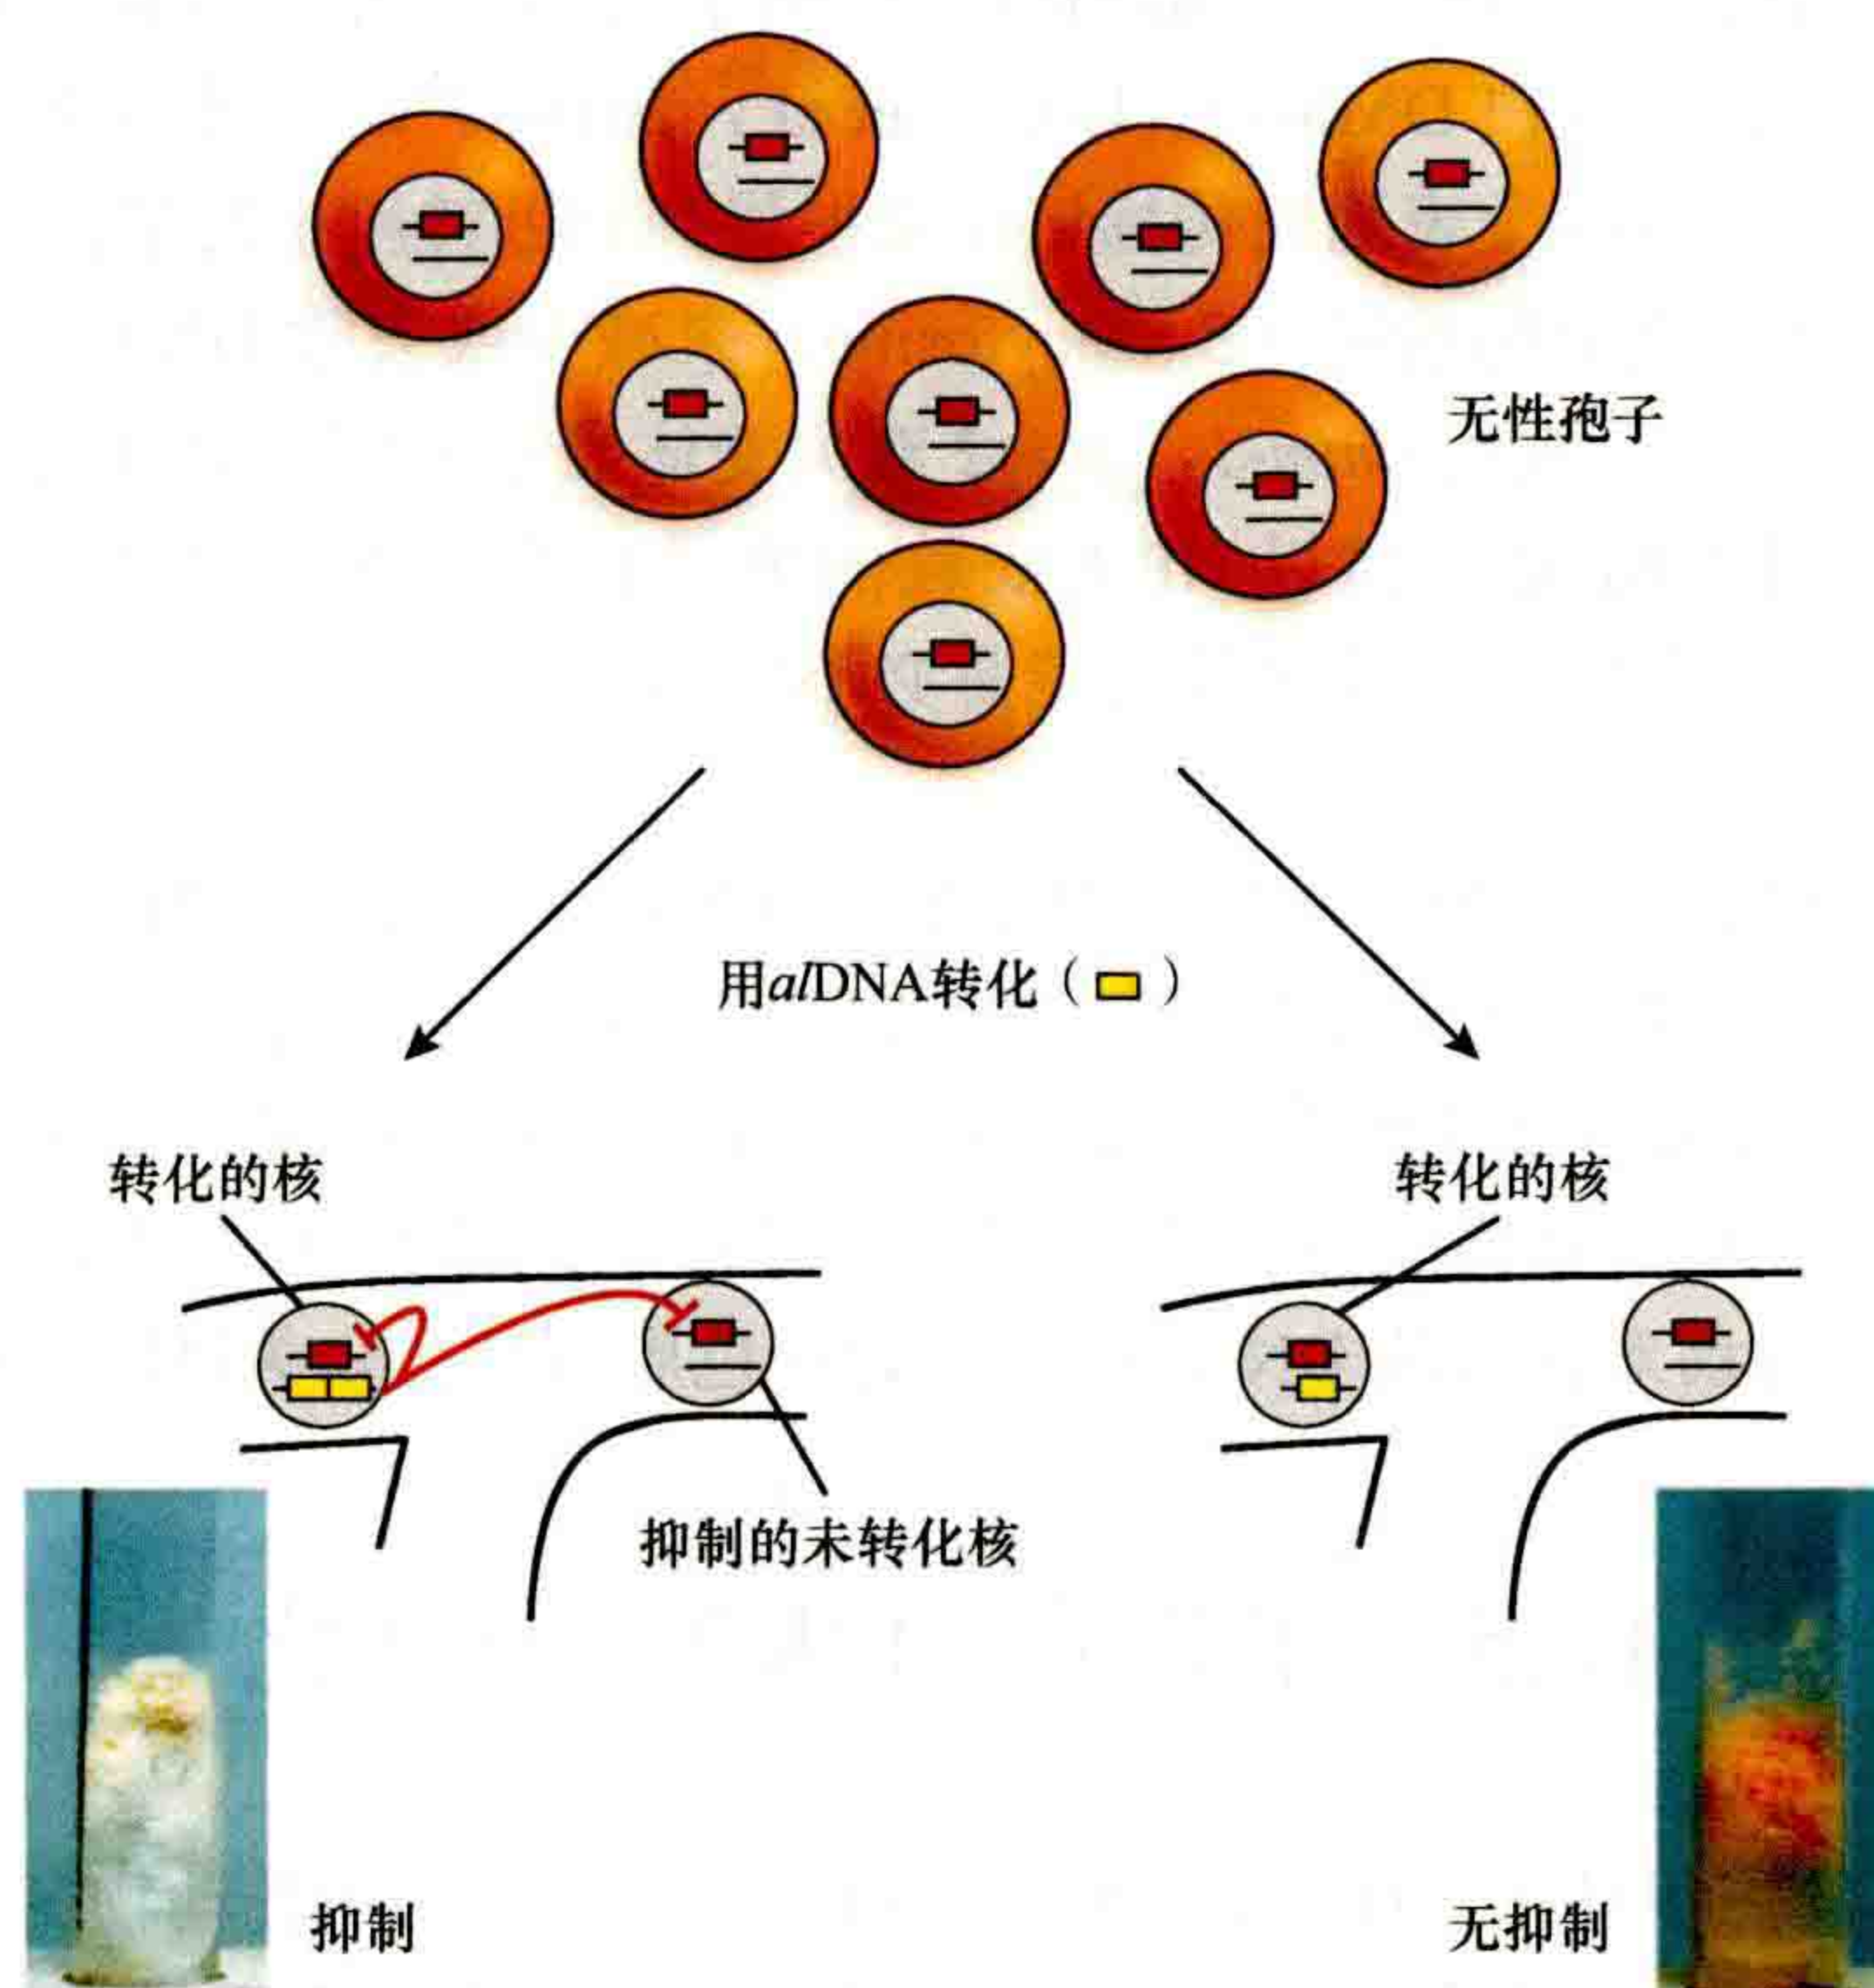 无性孢子
用alDNA转化（ ）
转化的核
转化的核
抑制的未转化核
抑制
无抑制